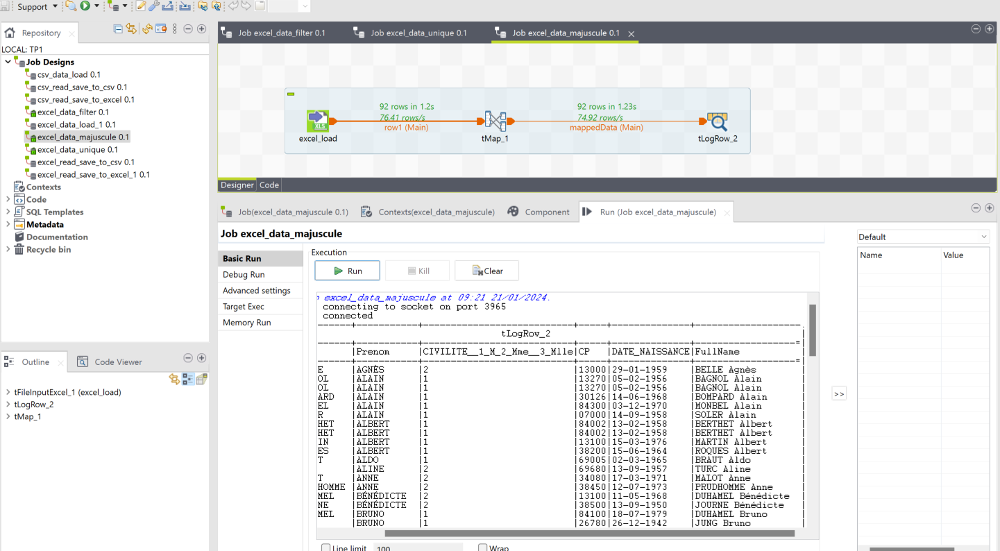 Support
Repository
LOCAL: TP1
Job Designs
csv_data_load 0.1
csv_read_save_to_csv 0.1
csv_read_save_to_excel 0.1
excel_data_filter 0.1
excel_data_load_1 0.1
excel_data_majuscule 0.1
excel_data_unique 0.1
excel_read_save_to_csv 0.1
excel_read_save_to_excel_1 0.1
Contexts
Code
SQL Templates
Metadata
Documentation
Recycle bin
Outline
Code Viewer
tFileInputExcel_1 (excel_load)
tLogRow_2
tMap_1
Job excel_data_filter 0.1
Job excel_data_unique 0.1
Job excel_data_majuscule 0.1
92 rows in 1.2s
76.41 rows/s
row1 (Main)
92 rows in 1.23s
74.92 rows/s
mappedData (Main)
XLS
excel_load
tMap_1
tLogRow_2
Designer
Code
Job(excel_data_majuscule 0.1)
Contexts(excel_data_majuscule)
Component
Run (Job excel_data_majuscule)
Job excel_data_majuscule
Default
Basic Run
Debug Run
Advanced settings
Target Exec
Memory Run
Execution
Run
Kill
Clear
Name
Value
excel_data_majuscule at 09:21 21/01/2024.
connecting to socket on port 3965
connected
tLogRow_2
|Prenom |CIVILITE__1_M_2_Mme__3_Mlle|CP |DATE_NAISSANCE|FullName
E |AGNÈS |2 |13000|29-01-1959 |BELLE Agnès |
OL |ALAIN |1 |13270|05-02-1956 |BAGNOL Alain |
OL |ALAIN |1 |13270|05-02-1956 |BAGNOL Alain |
ARD |ALAIN |1 |30126|14-06-1968 |BOMPARD Alain |
EL |ALAIN |1 |84300|03-12-1970 |MONBEL Alain |
R |ALAIN |1 |07000|14-09-1958 |SOLER Alain |
HET |ALBERT |1 |84002|13-02-1958 |BERTHET Albert |
HET |ALBERT |1 |84002|13-02-1958 |BERTHET Albert |
IN |ALBERT |1 |13100|15-03-1976 |MARTIN Albert |
ES |ALBERT |1 |38200|15-06-1964 |ROQUES Albert |
T |ALDO |1 |69005|02-03-1965 |BRAUT Aldo |
|ALINE |2 |69680|13-09-1957 |TURC Aline |
T |ANNE |2 |34080|17-03-1971 |MALOT Anne |
HOMME |ANNE |2 |38450|12-07-1973 |PRUDHOMME Anne |
MEL |BÉNÉDICTE |2 |13100|11-05-1968 |DUHAMEL Bénédicte |
NE |BÉNÉDICTE |2 |38500|13-09-1950 |JOURNE Bénédicte |
MEL |BRUNO |1 |84100|18-07-1979 |DUHAMEL Bruno |
|BRUNO |1 |26780|26-12-1942 |JUNG Bruno |
>>
Line limit
100
Wrap